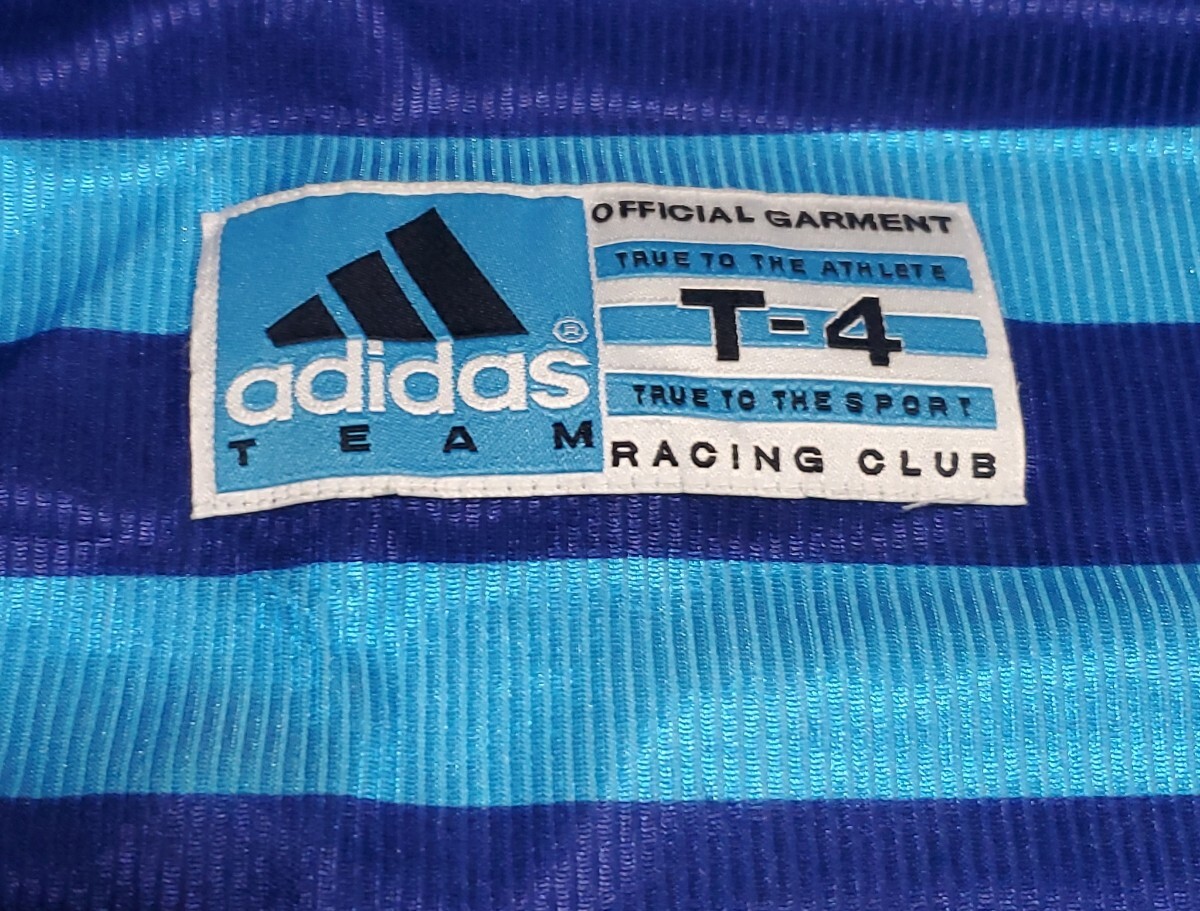 adidas®
TEAM
OFFICIAL GARMENT
TRUE TO THE ATHLETE
T-4
TRUE TO THE SPORT
RACING CLUB